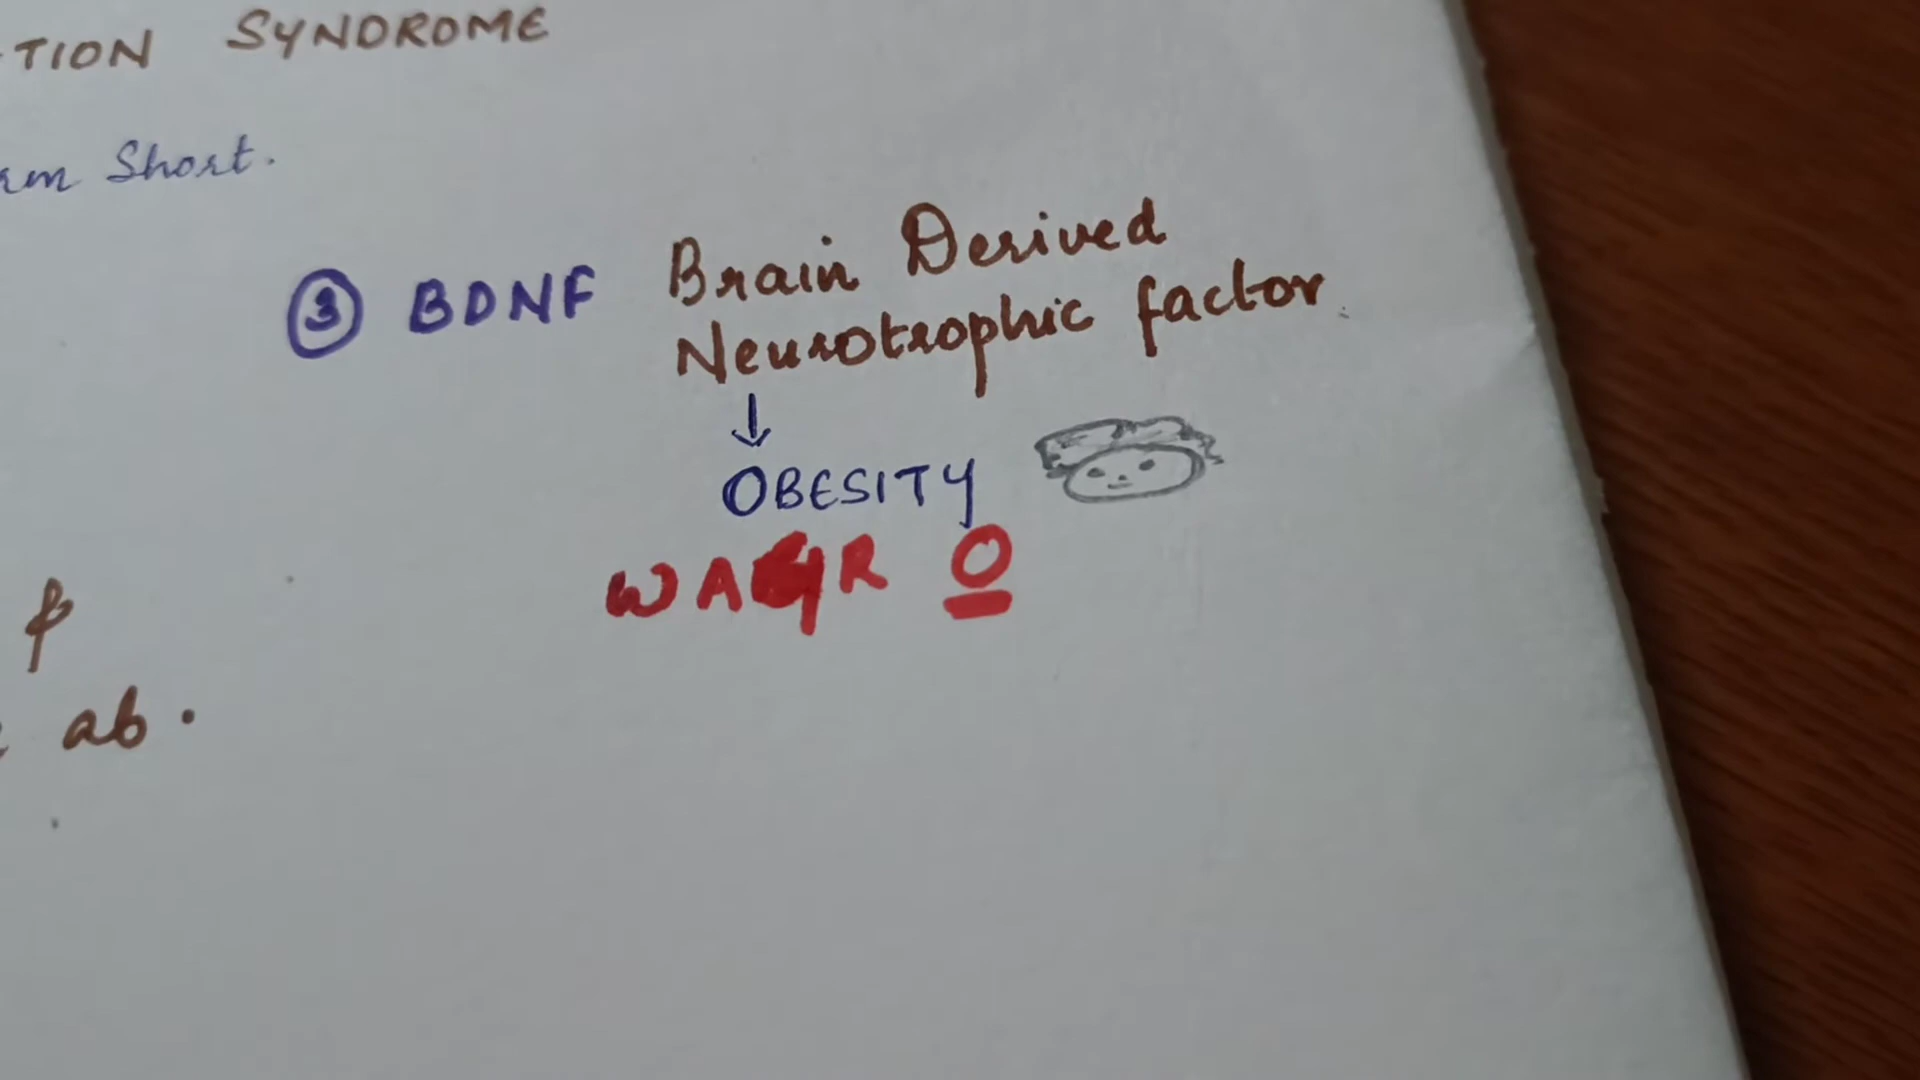 TION SYNDROME
rm Short.
③ BDNF Brain Derived
Neurotrophic factor
↓
OBESITY
WAGR O
f
ab.